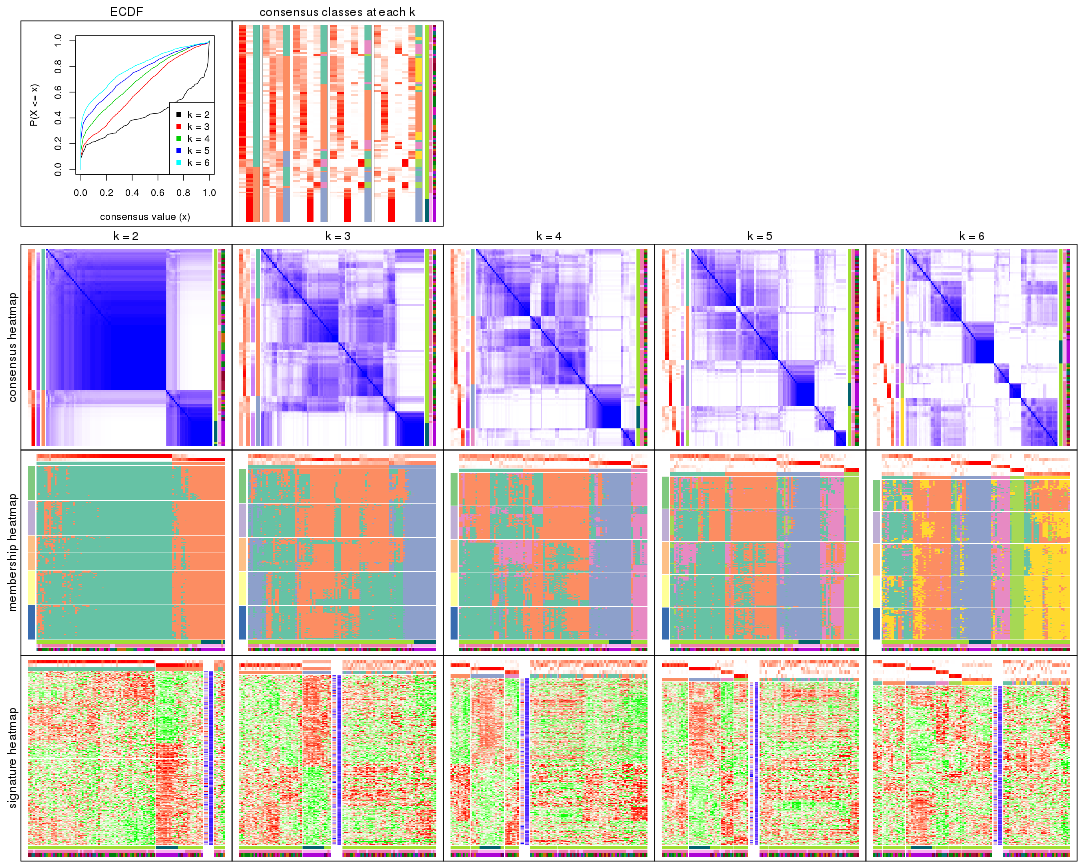 ECDF
consensus classes at each k
P(X <= x)
1.0
0.8
0.6
0.4
0.2
0.0
k = 2
k = 3
k = 4
k = 5
k = 6
0.0 0.2 0.4 0.6 0.8 1.0
consensus value (x)
k = 2 k = 3 k = 4 k = 5 k = 6
consensus heatmap
membership heatmap
signature heatmap